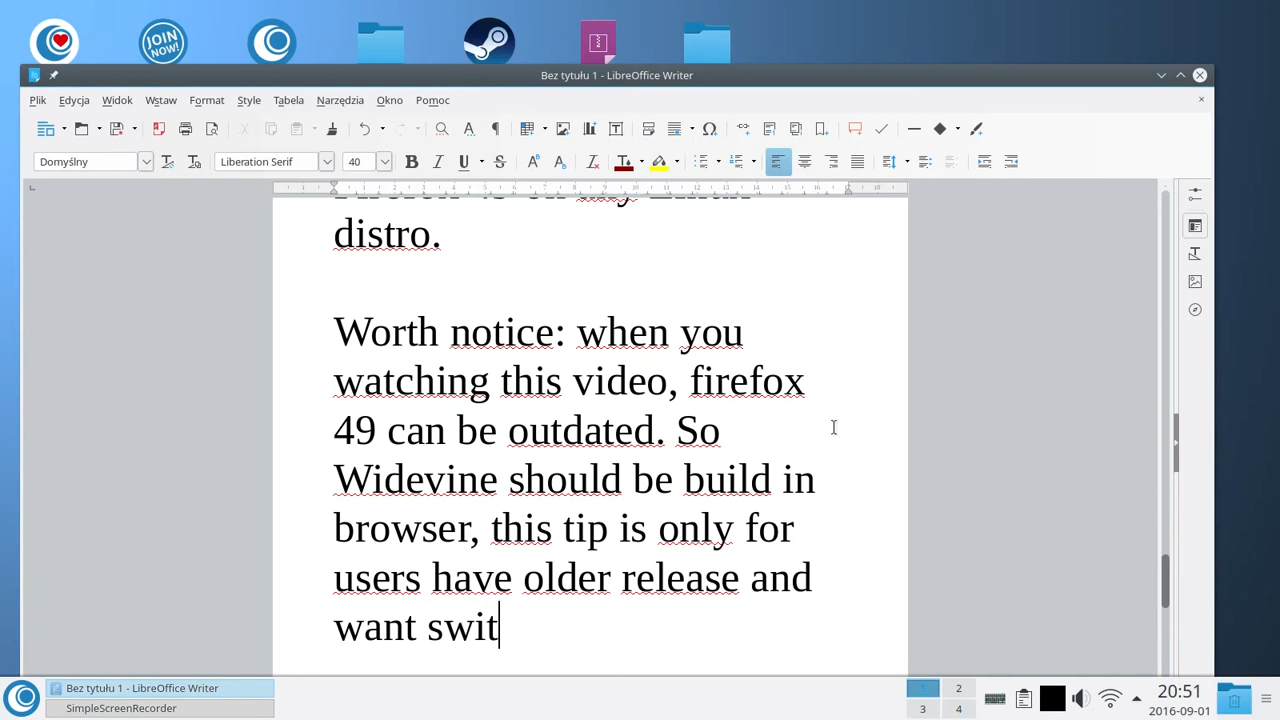 JOIN NOW!
Bez tytułu 1 - LibreOffice Writer
Plik Edycja Widok Wstaw Format Style Tabela Narzędzia Okno Pomoc
Domyślny Liberation Serif 40
distro.
Worth notice: when you
watching this video, firefox
49 can be outdated. So
Widevine should be build in
browser, this tip is only for
users have older release and
want swit
Bez tytułu 1 - LibreOffice Writer
SimpleScreenRecorder
1 2
3 4
20:51
2016-09-01